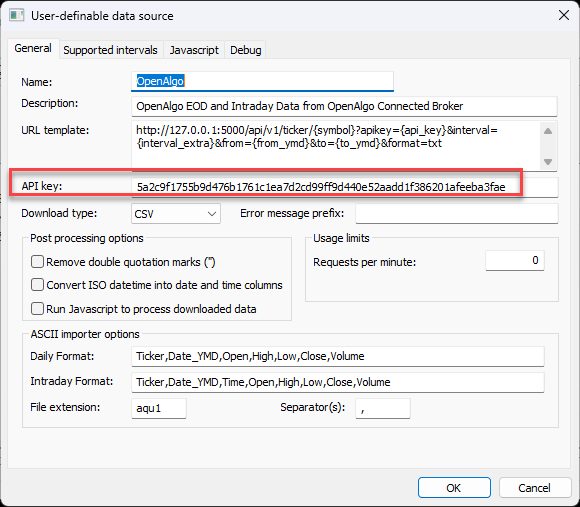 User-definable data source
General Supported intervals Javascript Debug
Name: OpenAlgo
Description: OpenAlgo EOD and Intraday Data from OpenAlgo Connected Broker
URL template: http://127.0.0.1:5000/api/v1/ticker/{symbol}?apikey={api_key}&interval=
{interval_extra}&from={from_ymd}&to={to_ymd}&format=txt
API key: 5a2c9f1755b9d476b1761c1ea7d2cd99ff9d440e52aadd1f386201afeeba3fae
Download type: CSV Error message prefix:
Post processing options
Remove double quotation marks (")
Convert ISO datetime into date and time columns
Run Javascript to process downloaded data
Usage limits
Requests per minute: 0
ASCII importer options
Daily Format: Ticker,Date_YMD,Open,High,Low,Close,Volume
Intraday Format: Ticker,Date_YMD,Time,Open,High,Low,Close,Volume
File extension: aqu1 Separator(s): ,
OK Cancel